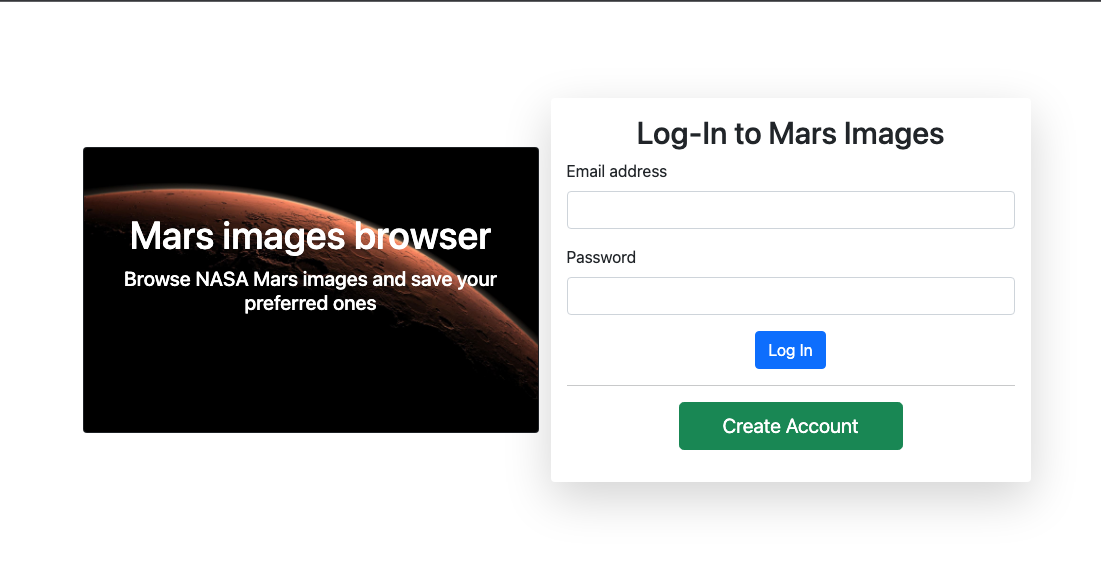 Mars images browser
Browse NASA Mars images and save your
preferred ones
Log-In to Mars Images
Email address
Password
Log In
Create Account